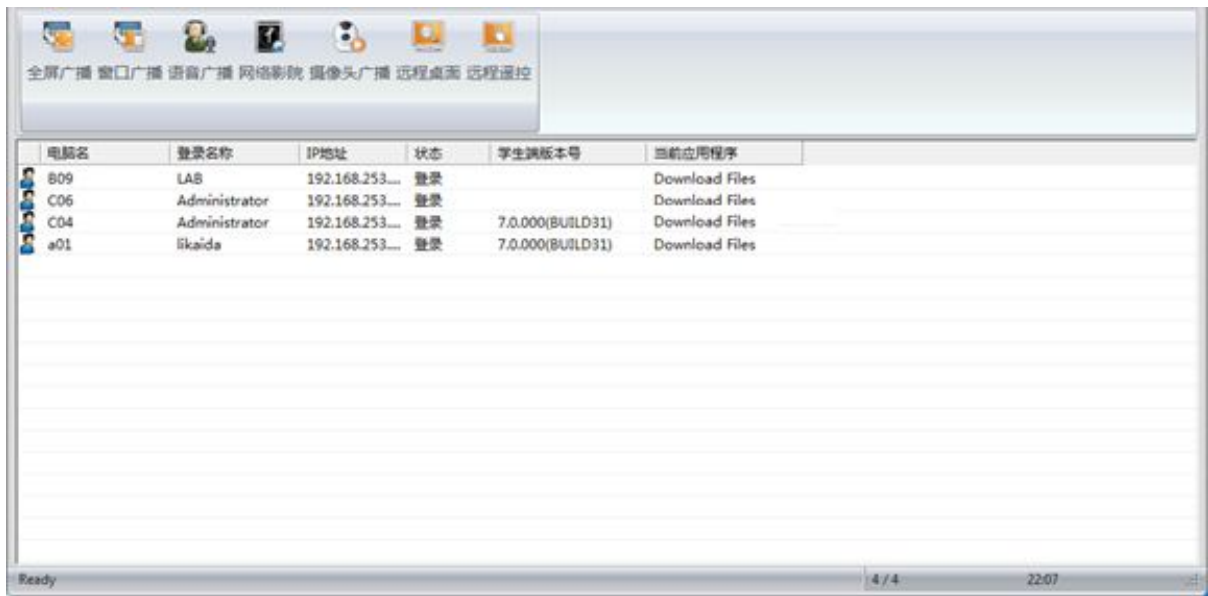 全屏广播 窗口广播 语音广播 网络影院 摄像头广播 远程桌面 远程遥控
电脑名 登录名称 IP地址 状态 学生端版本号 当前应用程序
B09 LAB 192.168.253.... 登录 Download Files
C06 Administrator 192.168.253.... 登录 Download Files
C04 Administrator 192.168.253.... 登录 7.0.000(BUILD31) Download Files
a01 likaida 192.168.253.... 登录 7.0.000(BUILD31) Download Files
Ready 4 / 4 22:07